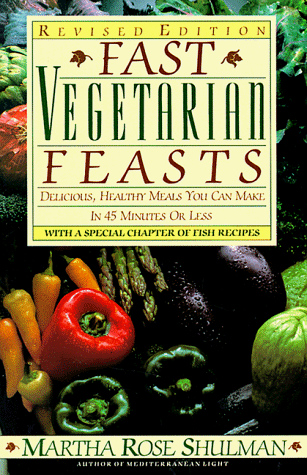 REVISED EDITION
FAST
VEGETARIAN
FEASTS
DELICIOUS, HEALTHY MEALS YOU CAN MAKE
IN 45 MINUTES OR LESS
WITH A SPECIAL CHAPTER OF FISH RECIPES
MARTHA ROSE SHULMAN
AUTHOR OF MEDITERRANEAN LIGHT